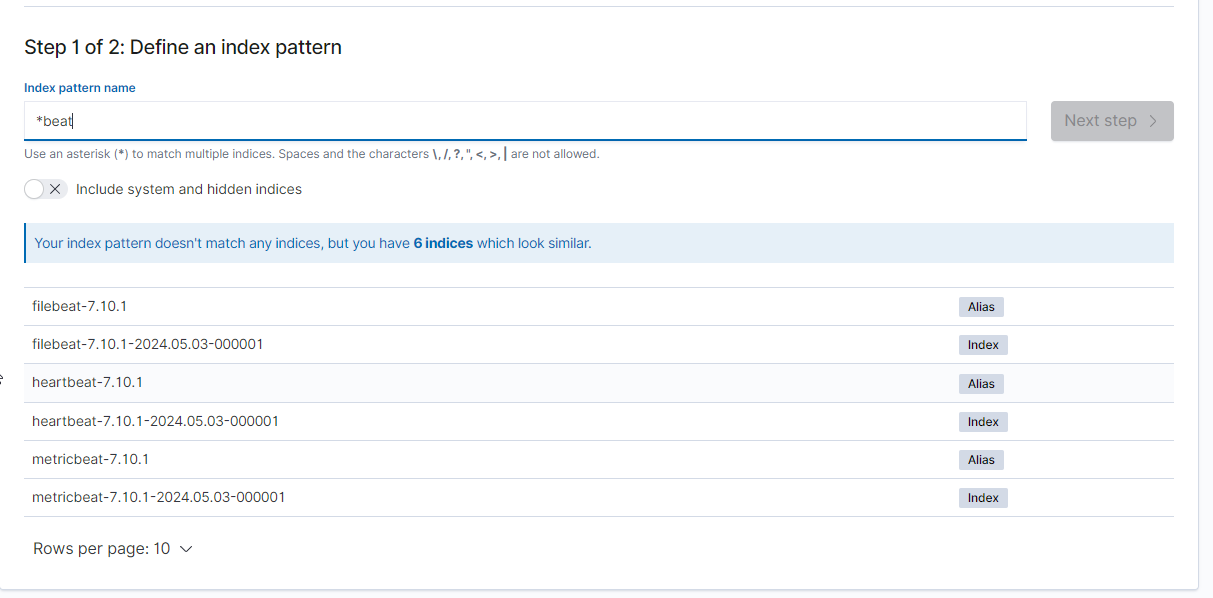 Step 1 of 2: Define an index pattern
Index pattern name
*beat
Next step
Use an asterisk (*) to match multiple indices. Spaces and the characters \, /, ?, ", <, >, | are not allowed.
Include system and hidden indices
Your index pattern doesn't match any indices, but you have 6 indices which look similar.
filebeat-7.10.1 Alias
filebeat-7.10.1-2024.05.03-000001 Index
heartbeat-7.10.1 Alias
heartbeat-7.10.1-2024.05.03-000001 Index
metricbeat-7.10.1 Alias
metricbeat-7.10.1-2024.05.03-000001 Index
Rows per page: 10